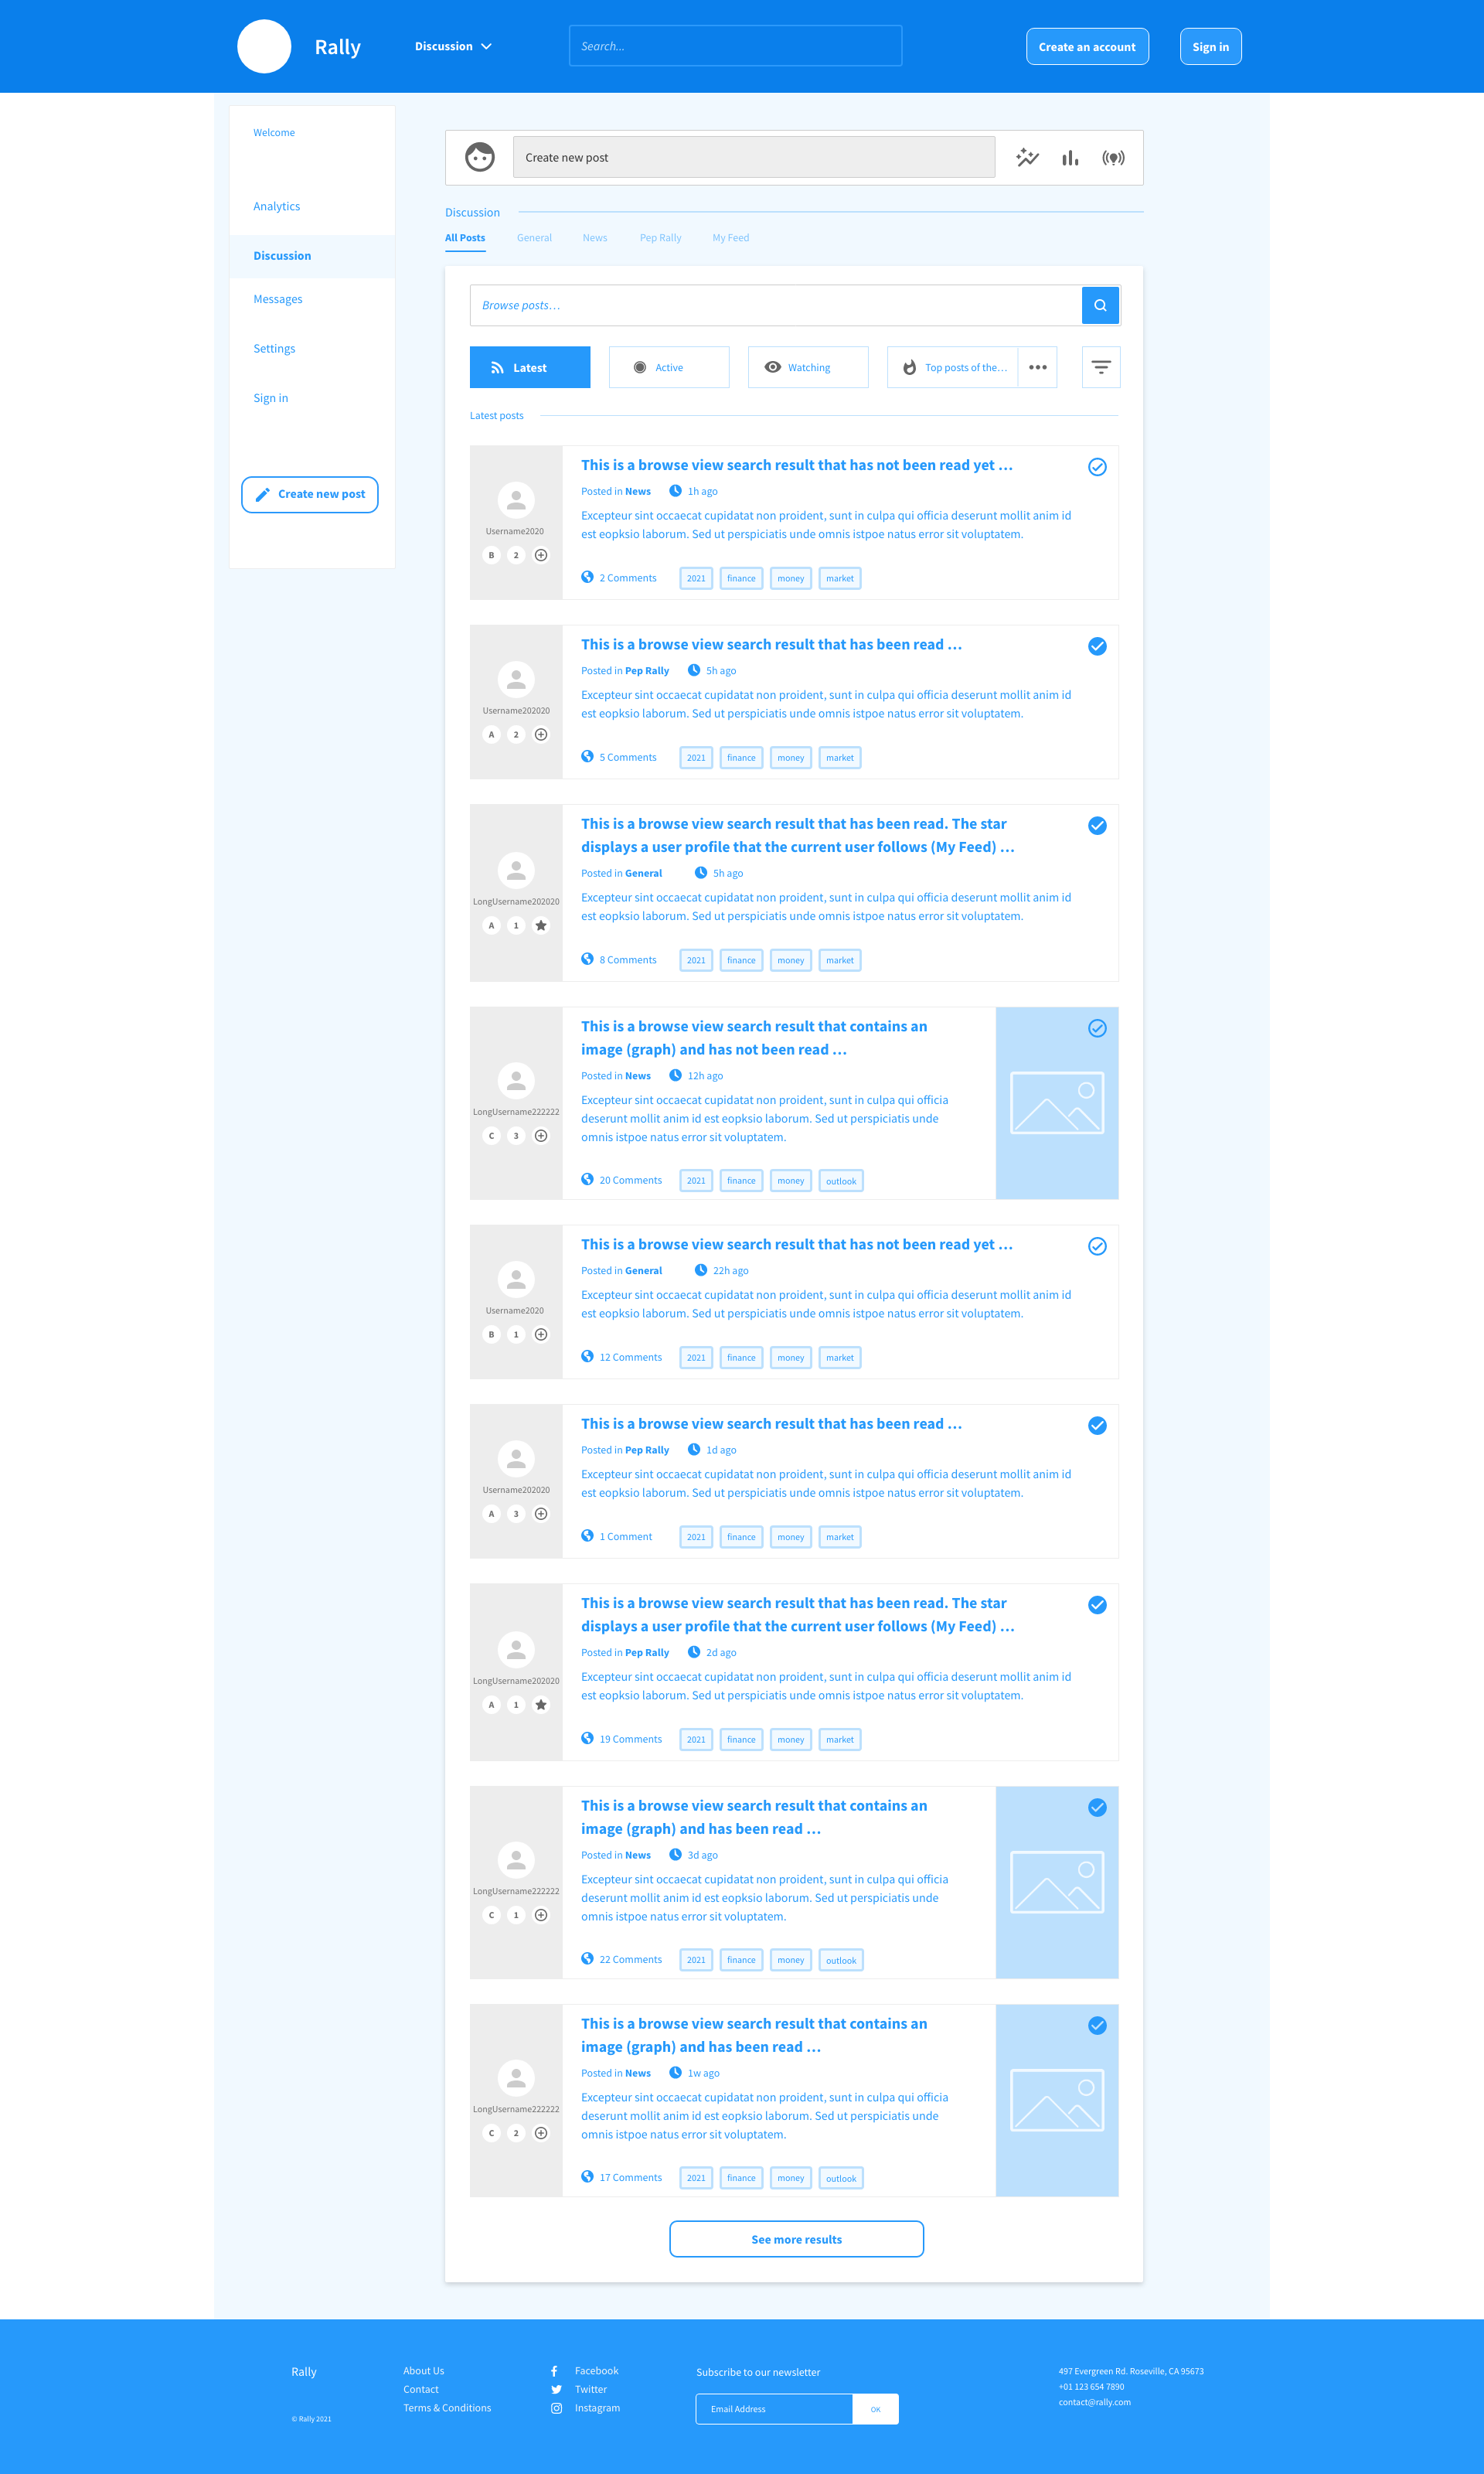 Rally
Discussion
Search...
Create an account
Sign in
Welcome
Analytics
Discussion
Messages
Settings
Sign in
Create new post
Create new post
Discussion
All Posts
General
News
Pep Rally
My Feed
Browse posts…
Latest
Active
Watching
Top posts of the…
Latest posts
Username2020
B 2
This is a browse view search result that has not been read yet …
Posted in News 1h ago
Excepteur sint occaecat cupidatat non proident, sunt in culpa qui officia deserunt mollit anim id
est eopksio laborum. Sed ut perspiciatis unde omnis istpoe natus error sit voluptatem.
2 Comments 2021 finance money market
Username202020
A 2
This is a browse view search result that has been read …
Posted in Pep Rally 5h ago
Excepteur sint occaecat cupidatat non proident, sunt in culpa qui officia deserunt mollit anim id
est eopksio laborum. Sed ut perspiciatis unde omnis istpoe natus error sit voluptatem.
5 Comments 2021 finance money market
LongUsername202020
A 1
This is a browse view search result that has been read. The star
displays a user profile that the current user follows (My Feed) …
Posted in General 5h ago
Excepteur sint occaecat cupidatat non proident, sunt in culpa qui officia deserunt mollit anim id
est eopksio laborum. Sed ut perspiciatis unde omnis istpoe natus error sit voluptatem.
8 Comments 2021 finance money market
LongUsername222222
C 3
This is a browse view search result that contains an
image (graph) and has not been read …
Posted in News 12h ago
Excepteur sint occaecat cupidatat non proident, sunt in culpa qui officia
deserunt mollit anim id est eopksio laborum. Sed ut perspiciatis unde
omnis istpoe natus error sit voluptatem.
20 Comments 2021 finance money outlook
Username2020
B 1
This is a browse view search result that has not been read yet …
Posted in General 22h ago
Excepteur sint occaecat cupidatat non proident, sunt in culpa qui officia deserunt mollit anim id
est eopksio laborum. Sed ut perspiciatis unde omnis istpoe natus error sit voluptatem.
12 Comments 2021 finance money market
Username202020
A 3
This is a browse view search result that has been read …
Posted in Pep Rally 1d ago
Excepteur sint occaecat cupidatat non proident, sunt in culpa qui officia deserunt mollit anim id
est eopksio laborum. Sed ut perspiciatis unde omnis istpoe natus error sit voluptatem.
1 Comment 2021 finance money market
LongUsername202020
A 1
This is a browse view search result that has been read. The star
displays a user profile that the current user follows (My Feed) …
Posted in Pep Rally 2d ago
Excepteur sint occaecat cupidatat non proident, sunt in culpa qui officia deserunt mollit anim id
est eopksio laborum. Sed ut perspiciatis unde omnis istpoe natus error sit voluptatem.
19 Comments 2021 finance money market
LongUsername222222
C 1
This is a browse view search result that contains an
image (graph) and has been read …
Posted in News 3d ago
Excepteur sint occaecat cupidatat non proident, sunt in culpa qui officia
deserunt mollit anim id est eopksio laborum. Sed ut perspiciatis unde
omnis istpoe natus error sit voluptatem.
22 Comments 2021 finance money outlook
LongUsername222222
C 2
This is a browse view search result that contains an
image (graph) and has been read …
Posted in News 1w ago
Excepteur sint occaecat cupidatat non proident, sunt in culpa qui officia
deserunt mollit anim id est eopksio laborum. Sed ut perspiciatis unde
omnis istpoe natus error sit voluptatem.
17 Comments 2021 finance money outlook
See more results
Rally
© Rally 2021
About Us
Contact
Terms & Conditions
Facebook
Twitter
Instagram
Subscribe to our newsletter
Email Address
OK
497 Evergreen Rd. Roseville, CA 95673
+01 123 654 7890
contact@rally.com